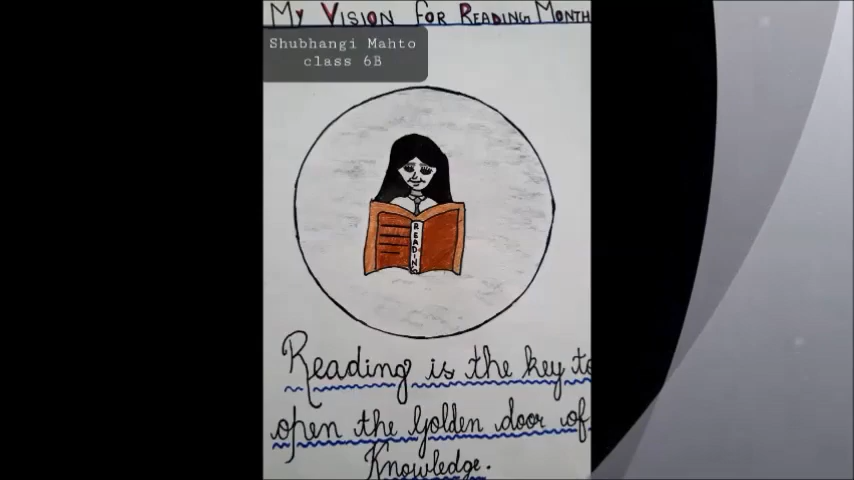 My Vision for Reading Month
Shubhangi Mahto
class 6B
READING
Reading is the key to
open the Golden door of
Knowledge.